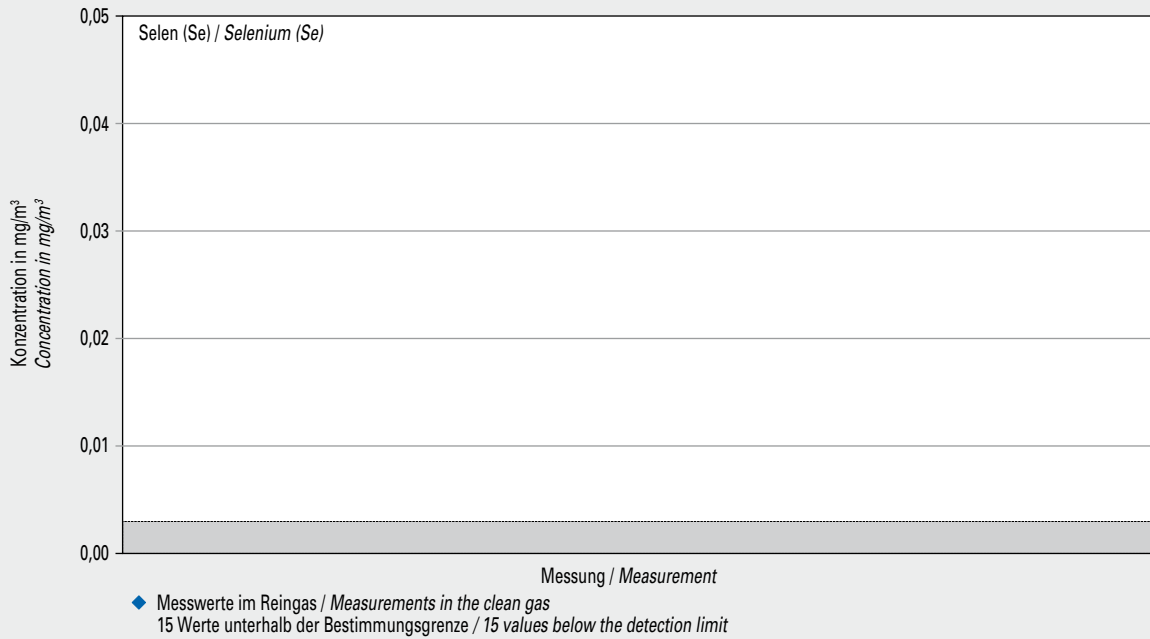 0,05
Selen (Se) / Selenium (Se)
0,04
0,03
0,02
0,01
0,00
Konzentration in mg/m³
Concentration in mg/m³
Messung / Measurement
Messwerte im Reingas / Measurements in the clean gas
15 Werte unterhalb der Bestimmungsgrenze / 15 values below the detection limit